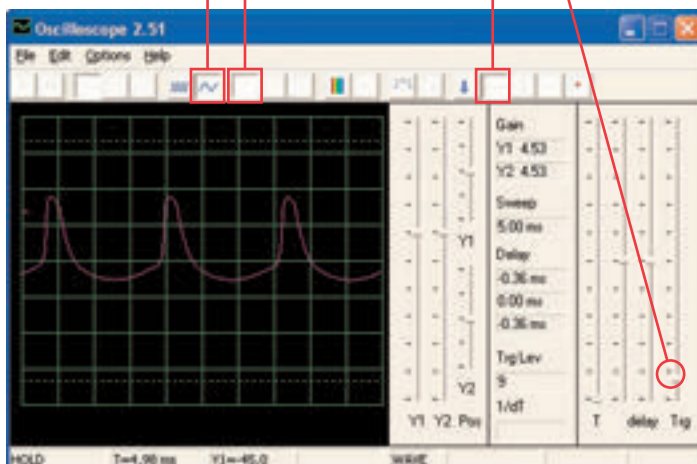 Oscilloscope 2.51
File Edit Options Help
Gain
Y1 4.53
Y2 4.53
Sweep
5.00 ms
Delay
-0.36 ms
0.00 ms
-0.36 ms
Trg Lev
9
1/dT
Y1
Y2
Y1 Y2 Pos
T delay Trg
HOLD T=4.98 ms Y1=-45.0 WAVE